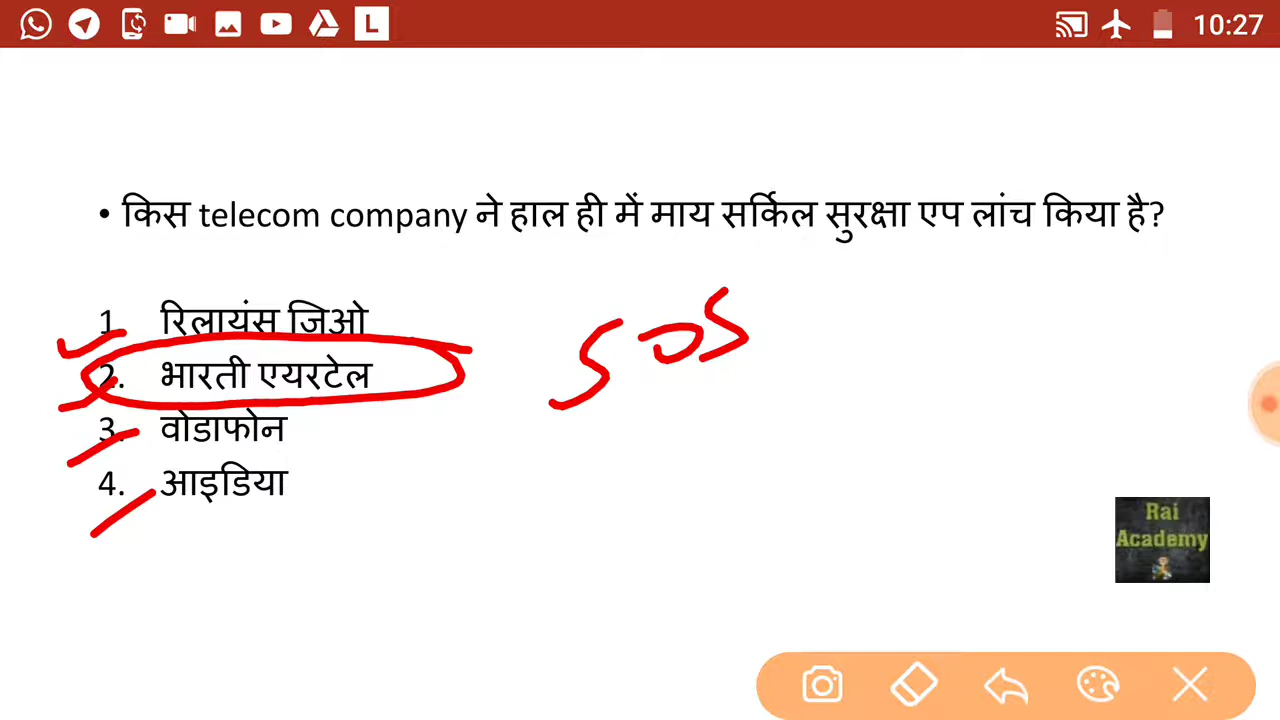 L 10:27
• किस telecom company ने हाल ही में माय सर्किल सुरक्षा एप लांच किया है?
1. रिलायंस जिओ
SOS
2. भारती एयरटेल
3. वोडाफोन
4. आइडिया
Rai
Academy